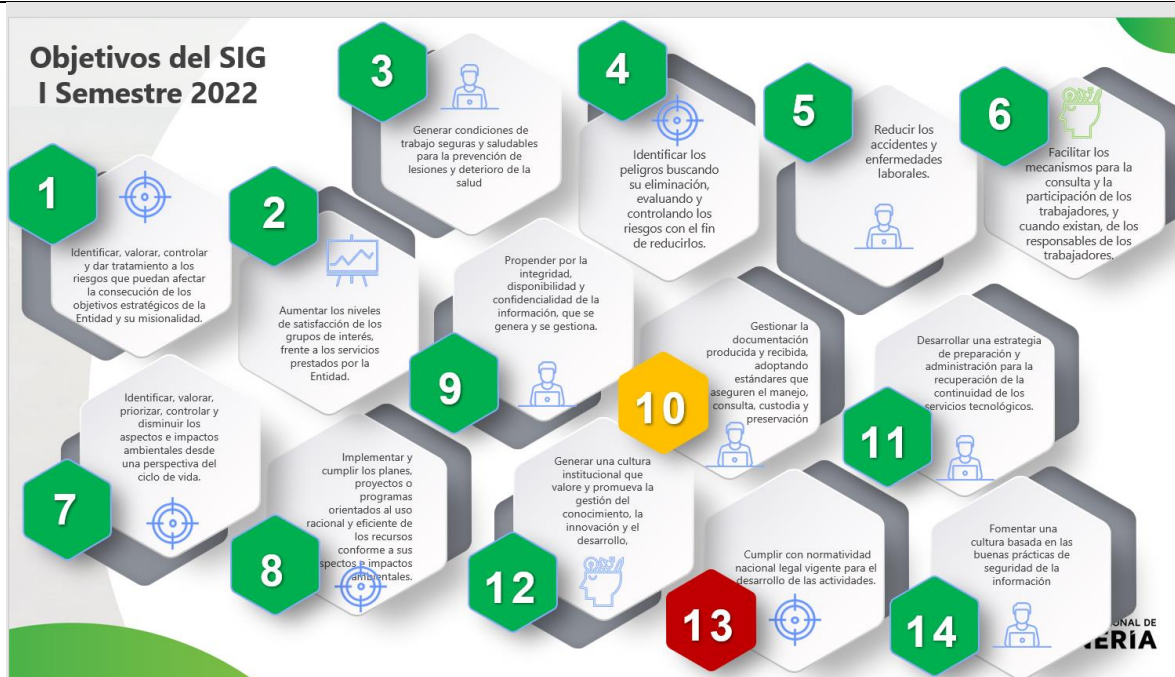 Objetivos del SIG
I Semestre 2022
1
Identificar, valorar, controlar
y dar tratamiento a los
riesgos que puedan afectar
la consecución de los
objetivos estratégicos de la
Entidad y su misionalidad.
2
Aumentar los niveles
de satisfacción de los
grupos de interés,
frente a los servicios
prestados por la
Entidad.
3
Generar condiciones de
trabajo seguras y saludables
para la prevención de
lesiones y deterioro de la
salud
4
Identificar los
peligros buscando
su eliminación,
evaluando y
controlando los
riesgos con el fin
de reducirlos.
5
Reducir los
accidentes y
enfermedades
laborales.
6
Facilitar los
mecanismos para la
consulta y la
participación de los
trabajadores, y
cuando existan, de los
responsables de los
trabajadores.
7
Identificar, valorar,
priorizar, controlar y
disminuir los
aspectos e impactos
ambientales desde
una perspectiva del
ciclo de vida.
8
Implementar y
cumplir los planes,
proyectos o
programas
orientados al uso
racional y eficiente de
los recursos
conforme a sus
spectos e impactos
ambientales.
9
Propender por la
integridad,
disponibilidad y
confidencialidad de la
información, que se
genera y se gestiona.
10
Gestionar la
documentación
producida y recibida,
adoptando
estándares que
aseguren el manejo,
consulta, custodia y
preservación
11
Desarrollar una estrategia
de preparación y
administración para la
recuperación de la
continuidad de los
servicios tecnológicos.
12
Generar una cultura
institucional que
valore y promueva la
gestión del
conocimiento, la
innovación y el
desarrollo,
13
Cumplir con normatividad
nacional legal vigente para el
desarrollo de las actividades.
14
Fomentar una
cultura basada en las
buenas prácticas de
seguridad de la
información
ONAL DE
ERÍA